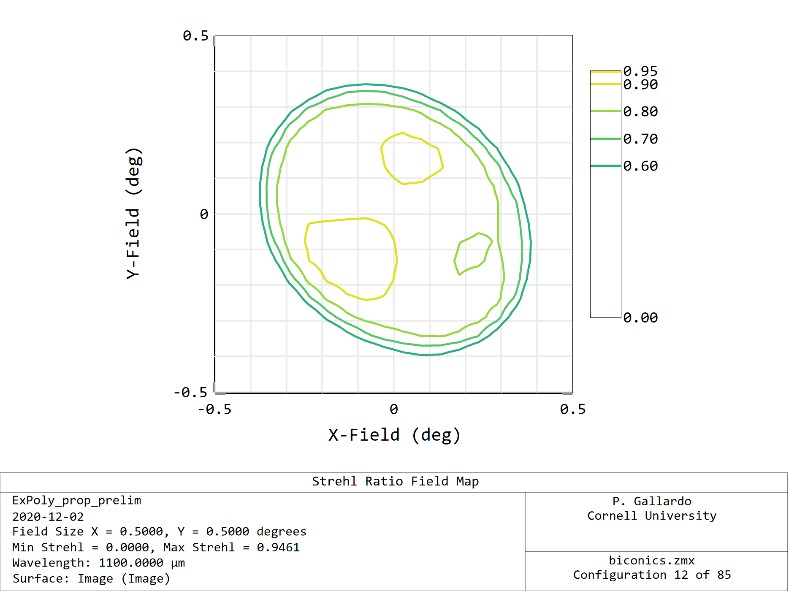 0.5
0
-0.5
-0.5
0
0.5
Y-Field (deg)
X-Field (deg)
0.95
0.90
0.80
0.70
0.60
0.00
Strehl Ratio Field Map
ExPoly_prop_prelim
2020-12-02
Field Size X = 0.5000, Y = 0.5000 degrees
Min Strehl = 0.0000, Max Strehl = 0.9461
Wavelength: 1100.0000 µm
Surface: Image (Image)
P. Gallardo
Cornell University
biconics.zmx
Configuration 12 of 85